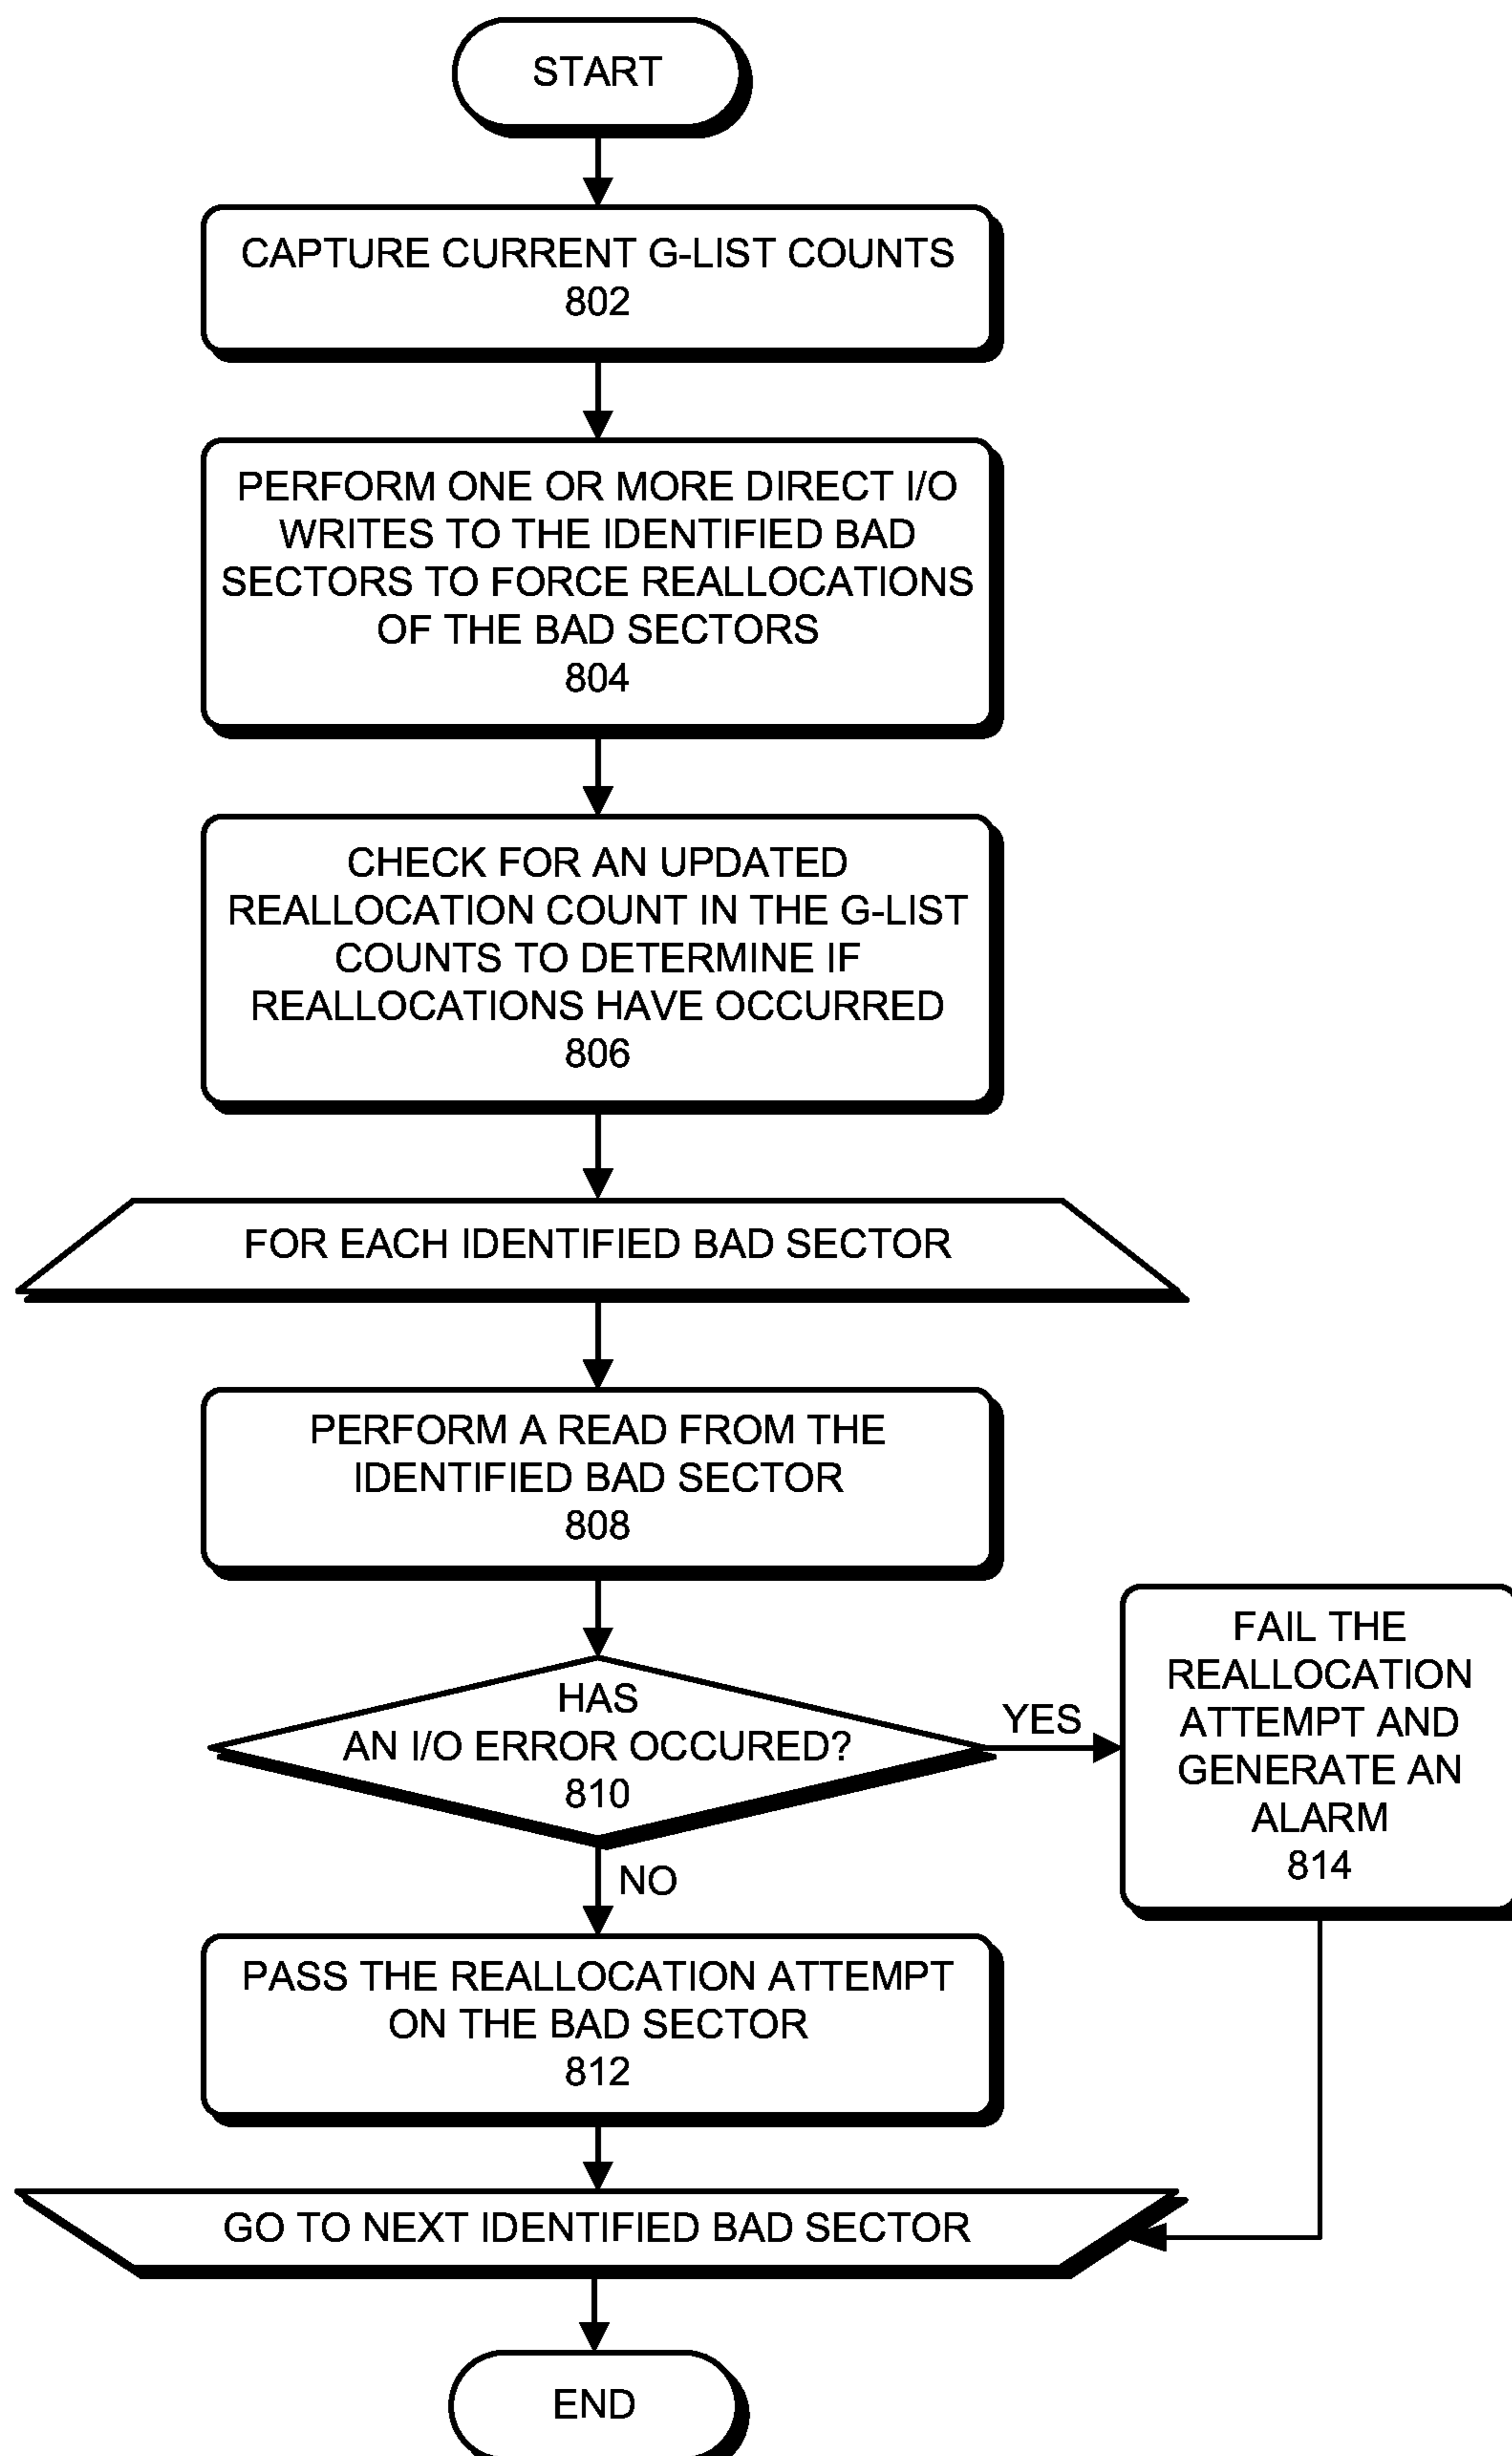 START
CAPTURE CURRENT G-LIST COUNTS
802
PERFORM ONE OR MORE DIRECT I/O
WRITES TO THE IDENTIFIED BAD
SECTORS TO FORCE REALLOCATIONS
OF THE BAD SECTORS
804
CHECK FOR AN UPDATED
REALLOCATION COUNT IN THE G-LIST
COUNTS TO DETERMINE IF
REALLOCATIONS HAVE OCCURRED
806
FOR EACH IDENTIFIED BAD SECTOR
PERFORM A READ FROM THE
IDENTIFIED BAD SECTOR
808
HAS
AN I/O ERROR OCCURED?
810
YES
FAIL THE
REALLOCATION
ATTEMPT AND
GENERATE AN
ALARM
814
NO
PASS THE REALLOCATION ATTEMPT
ON THE BAD SECTOR
812
GO TO NEXT IDENTIFIED BAD SECTOR
END